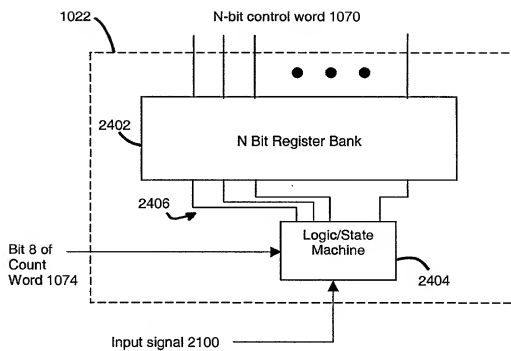 1022
N-bit control word 1070
2402
N Bit Register Bank
2406
Logic/State
Machine
Bit 8 of
Count
Word 1074
2404
Input signal 2100